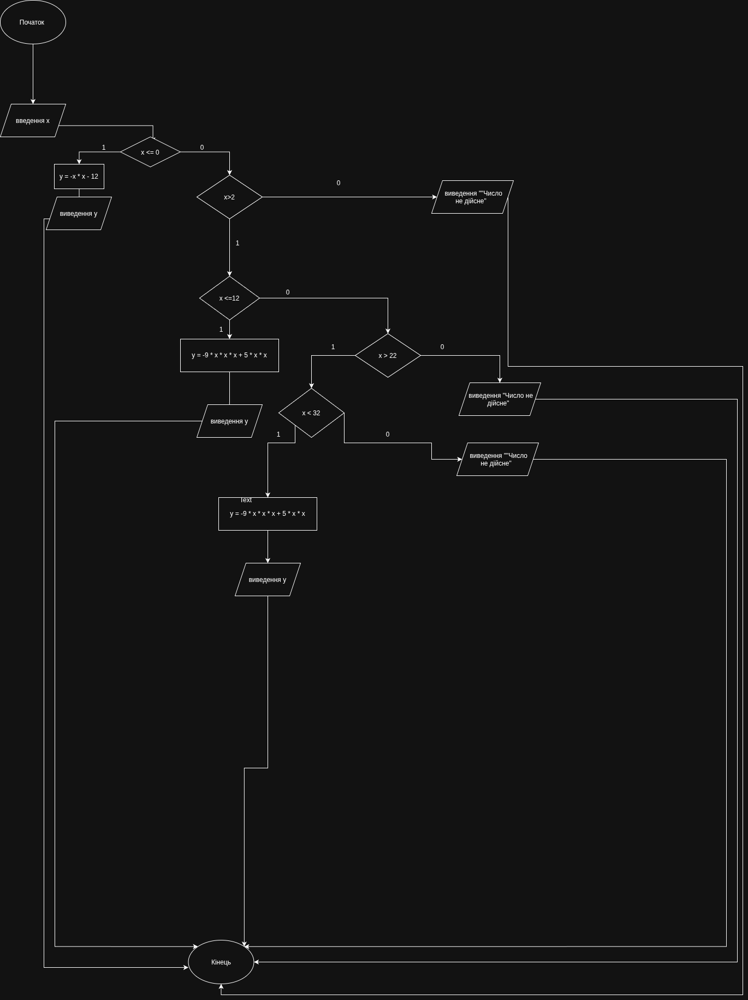 Початок
введення x
1
x <= 0
0
y = -x * x - 12
виведення y
x>2
0
виведення ""Число
не дійсне"
1
x <=12
0
1
y = -9 * x * x * x + 5 * x * x
виведення y
1
x > 22
0
виведення "Число не
дійсне"
x < 32
1
0
виведення ""Число
не дійсне"
Text
y = -9 * x * x * x + 5 * x * x
виведення y
Кінець